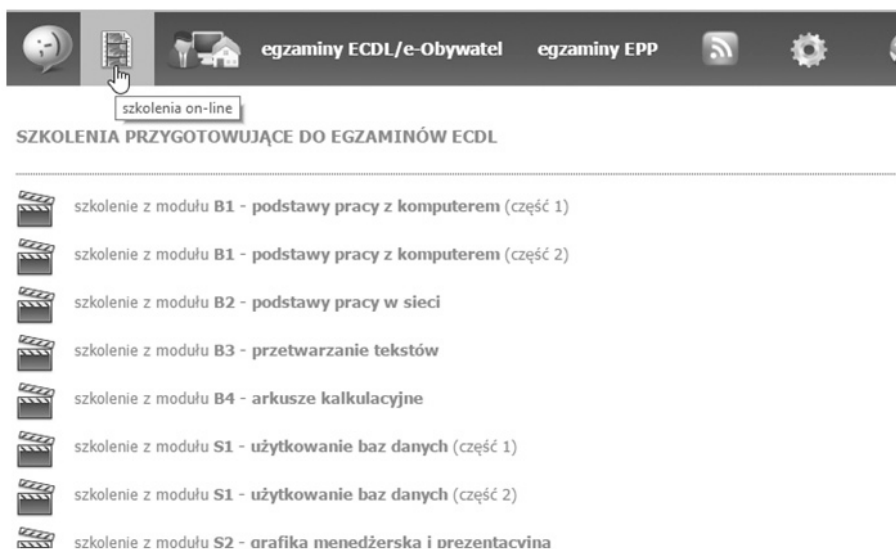 egzaminy ECDL/e-Obywatel egzaminy EPP
szkolenia on-line
SZKOLENIA PRZYGOTOWUJĄCE DO EGZAMINÓW ECDL
szkolenie z modułu B1 - podstawy pracy z komputerem (część 1)
szkolenie z modułu B1 - podstawy pracy z komputerem (część 2)
szkolenie z modułu B2 - podstawy pracy w sieci
szkolenie z modułu B3 - przetwarzanie tekstów
szkolenie z modułu B4 - arkusze kalkulacyjne
szkolenie z modułu S1 - użytkowanie baz danych (część 1)
szkolenie z modułu S1 - użytkowanie baz danych (część 2)
szkolenie z modułu S2 - grafika menedżerska i prezentacyjna